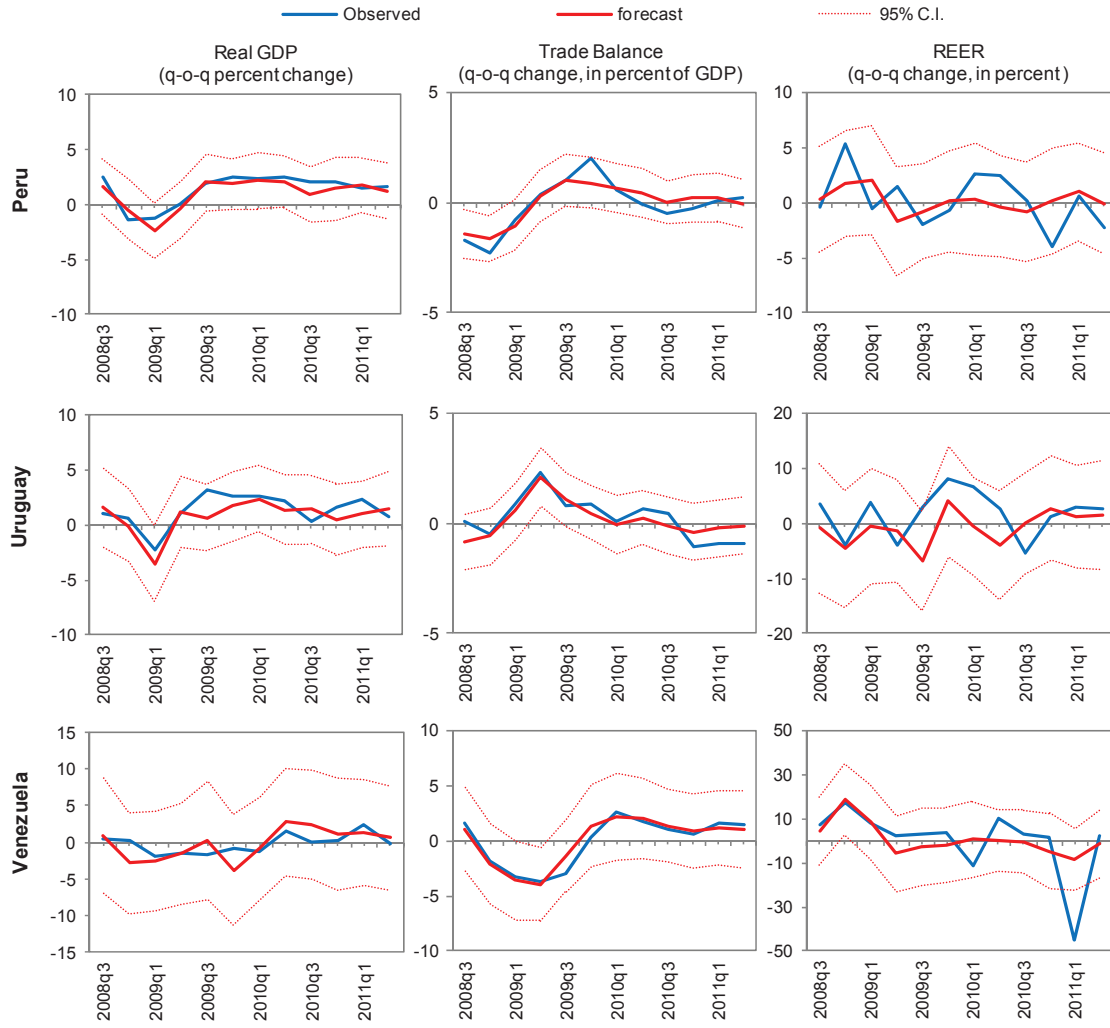 Observed forecast 95% C.I.
Real GDP Trade Balance REER
(q-o-q percent change) (q-o-q change, in percent of GDP) (q-o-q change, in percent )
Peru
10
5
0
-5
-10
2008q3 2009q1 2009q3 2010q1 2010q3 2011q1
5
0
-5
2008q3 2009q1 2009q3 2010q1 2010q3 2011q1
10
5
0
-5
-10
2008q3 2009q1 2009q3 2010q1 2010q3 2011q1
Uruguay
10
5
0
-5
-10
2008q3 2009q1 2009q3 2010q1 2010q3 2011q1
5
0
-5
2008q3 2009q1 2009q3 2010q1 2010q3 2011q1
20
10
0
-10
-20
2008q3 2009q1 2009q3 2010q1 2010q3 2011q1
Venezuela
15
10
5
0
-5
-10
-15
2008q3 2009q1 2009q3 2010q1 2010q3 2011q1
10
5
0
-5
-10
2008q3 2009q1 2009q3 2010q1 2010q3 2011q1
50
30
10
-10
-30
-50
2008q3 2009q1 2009q3 2010q1 2010q3 2011q1